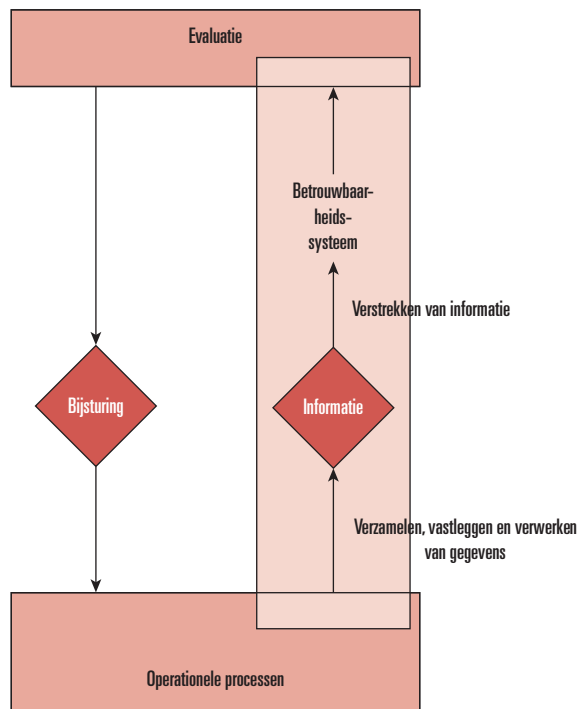 Evaluatie
Betrouwbaar-
heids-
systeem
Verstrekken van informatie
Bijsturing
Informatie
Verzamelen, vastleggen en verwerken
van gegevens
Operationele processen